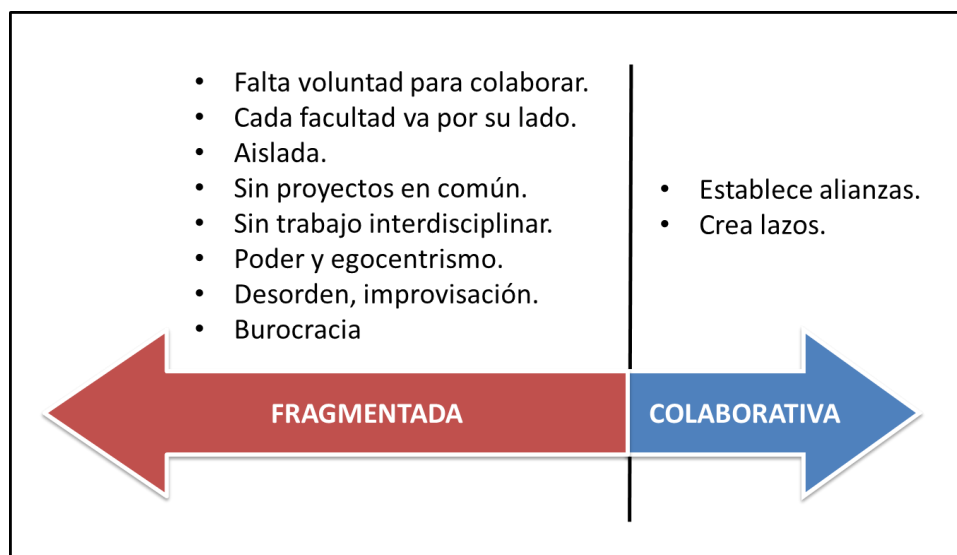 • Falta voluntad para colaborar.
• Cada facultad va por su lado.
• Aislada.
• Sin proyectos en común.
• Sin trabajo interdisciplinar.
• Poder y egocentrismo.
• Desorden, improvisación.
• Burocracia
• Establece alianzas.
• Crea lazos.
FRAGMENTADA
COLABORATIVA